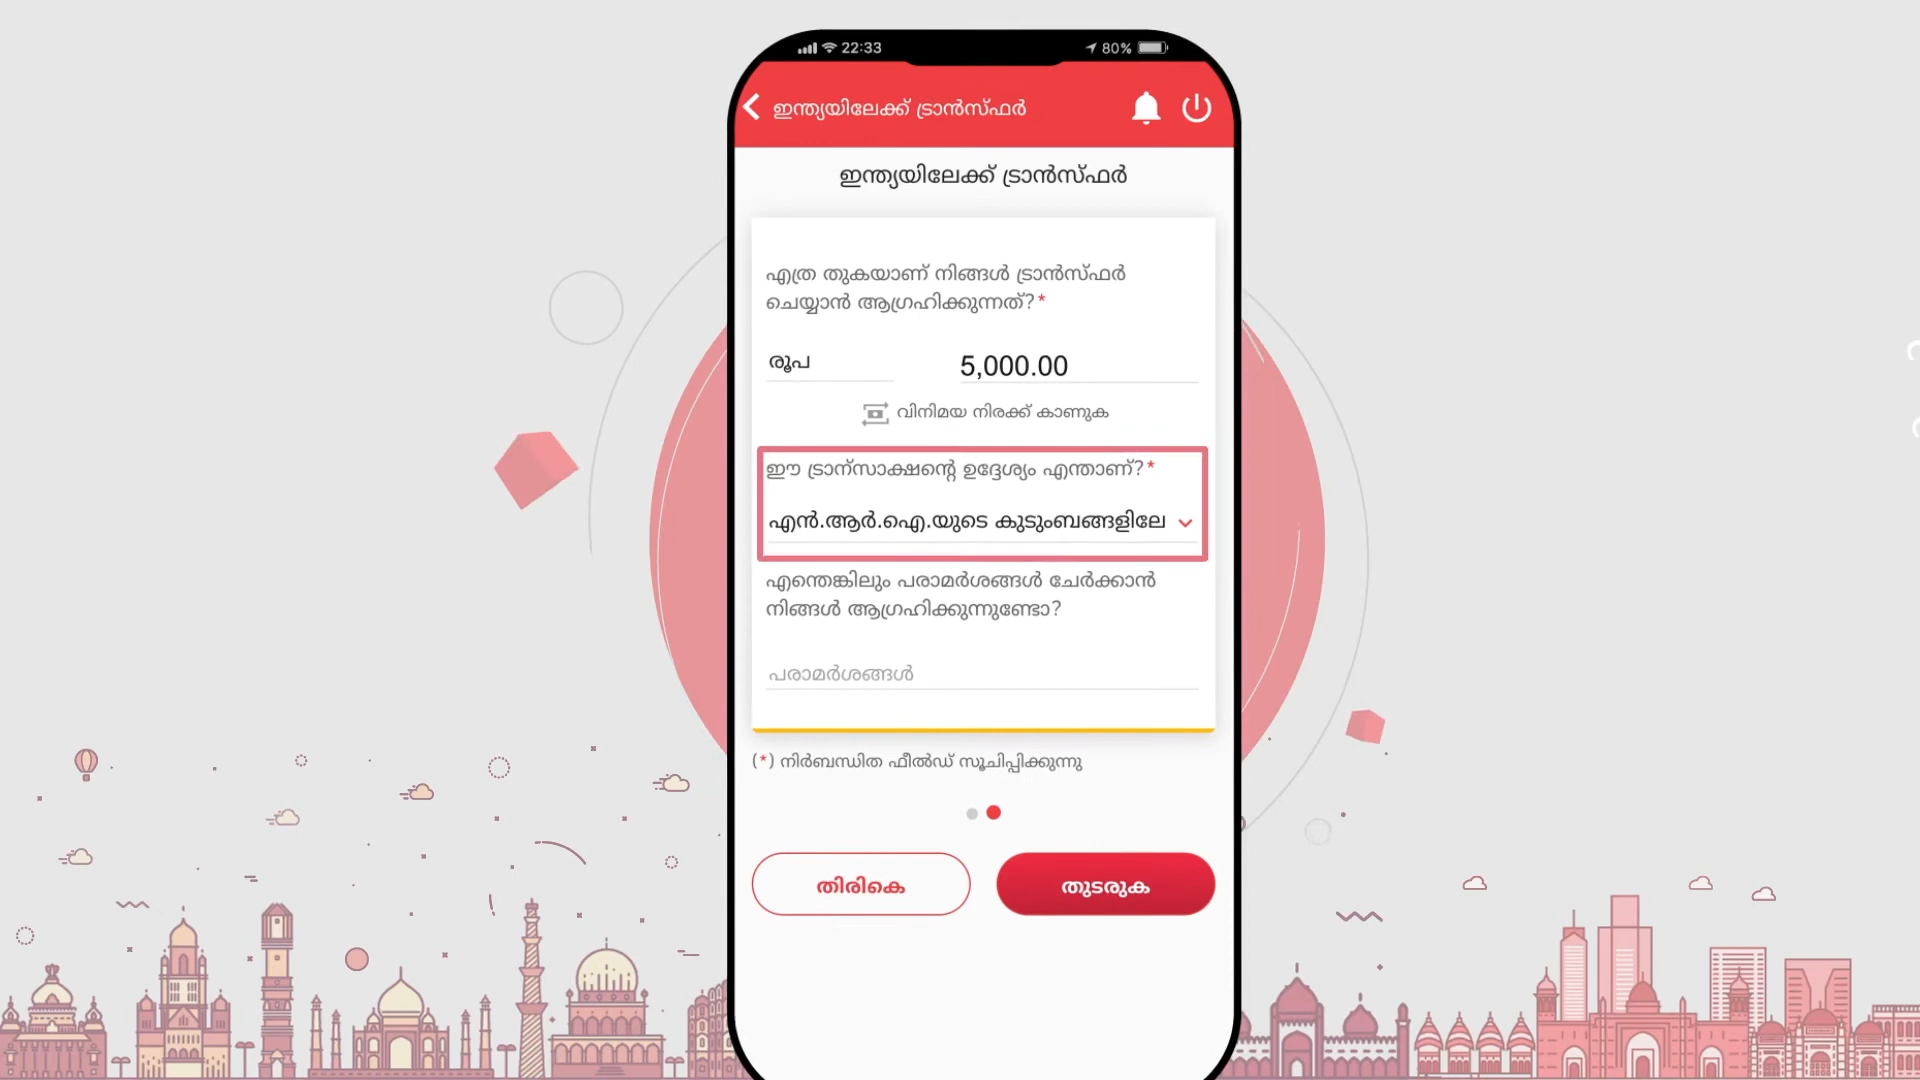 22:33
80%
ഇന്ത്യയിലേക്ക് ട്രാൻസ്ഫർ
ഇന്ത്യയിലേക്ക് ട്രാൻസ്ഫർ
എത്ര തുകയാണ് നിങ്ങൾ ട്രാൻസ്ഫർ
ചെയ്യാൻ ആഗ്രഹിക്കുന്നത്?*
രൂപ
5,000.00
വിനിമയ നിരക്ക് കാണുക
ഈ ട്രാന്സാക്ഷന്റെ ഉദ്ദേശ്യം എന്താണ്?*
എൻ.ആർ.ഐ.യുടെ കുടുംബങ്ങളിലേ
എന്തെങ്കിലും പരാമർശങ്ങൾ ചേർക്കാൻ
നിങ്ങൾ ആഗ്രഹിക്കുന്നുണ്ടോ?
പരാമർശങ്ങൾ
(*) നിർബന്ധിത ഫീൽഡ് സൂചിപ്പിക്കുന്നു
തിരികെ
തുടരുക